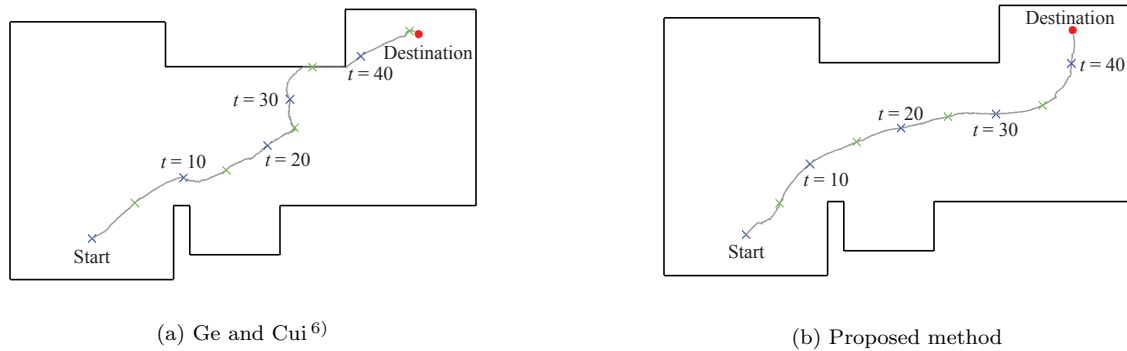 Destination
t = 40
t = 30
t = 20
t = 10
Start
(a) Ge and Cui 6)
Destination
t = 40
t = 20
t = 30
t = 10
Start
(b) Proposed method